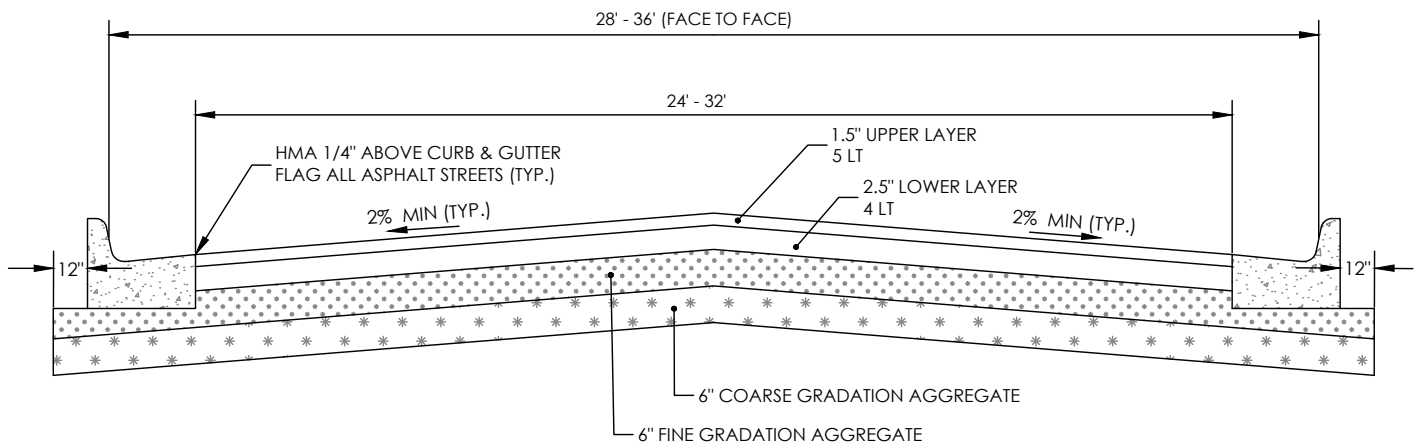 28' - 36' (FACE TO FACE)
24' - 32'
1.5" UPPER LAYER
5 LT
HMA 1/4" ABOVE CURB & GUTTER
FLAG ALL ASPHALT STREETS (TYP.)
2.5" LOWER LAYER
4 LT
2% MIN (TYP.)
2% MIN (TYP.)
12"
12"
6" COARSE GRADATION AGGREGATE
6" FINE GRADATION AGGREGATE